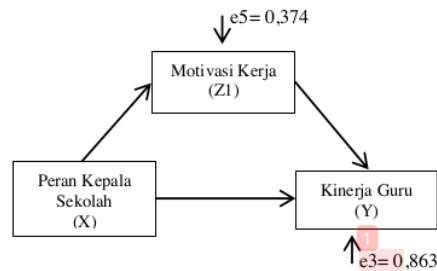 e5= 0,374
Motivasi Kerja
(Z1)
Peran Kepala
Sekolah
(X)
Kinerja Guru
(Y)
1
e3= 0,863